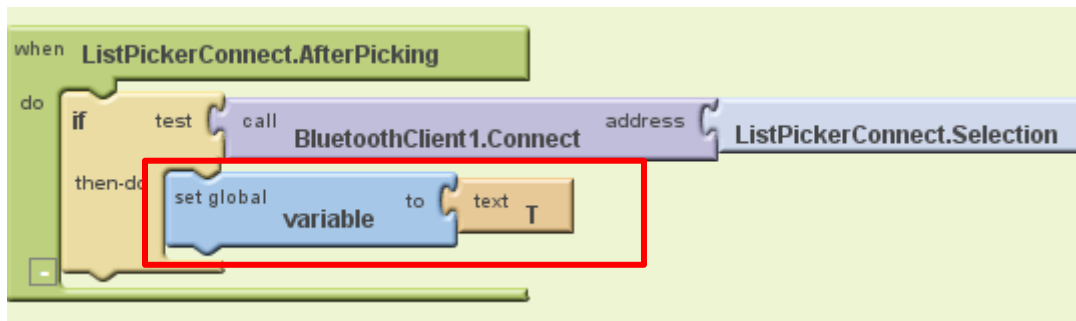 when ListPickerConnect.AfterPicking
do
if test call BluetoothClient1.Connect address ListPickerConnect.Selection
then-do set global variable to text T
-